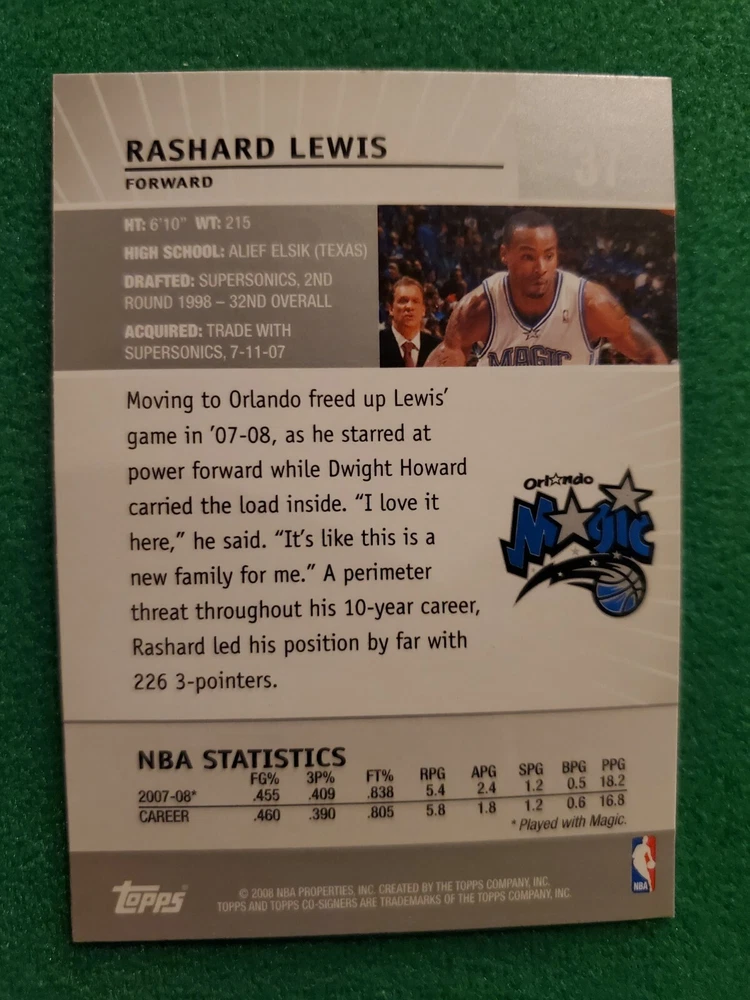 RASHARD LEWIS
FORWARD
37
HT: 6'10" WT: 215
HIGH SCHOOL: ALIEF ELSIK (TEXAS)
DRAFTED: SUPERSONICS, 2ND
ROUND 1998 – 32ND OVERALL
ACQUIRED: TRADE WITH
SUPERSONICS, 7-11-07
MAGIC
Moving to Orlando freed up Lewis'
game in '07-08, as he starred at
power forward while Dwight Howard
carried the load inside. "I love it
here," he said. "It's like this is a
new family for me." A perimeter
threat throughout his 10-year career,
Rashard led his position by far with
226 3-pointers.
Orlando
Magic
NBA STATISTICS
FG% 3P% FT% RPG APG SPG BPG PPG
2007-08* .455 .409 .838 5.4 2.4 1.2 0.5 18.2
CAREER .460 .390 .805 5.8 1.8 1.2 0.6 16.8
* Played with Magic.
NBA
Topps®
© 2008 NBA PROPERTIES, INC. CREATED BY THE TOPPS COMPANY, INC.
TOPPS AND TOPPS CO-SIGNERS ARE TRADEMARKS OF THE TOPPS COMPANY, INC.